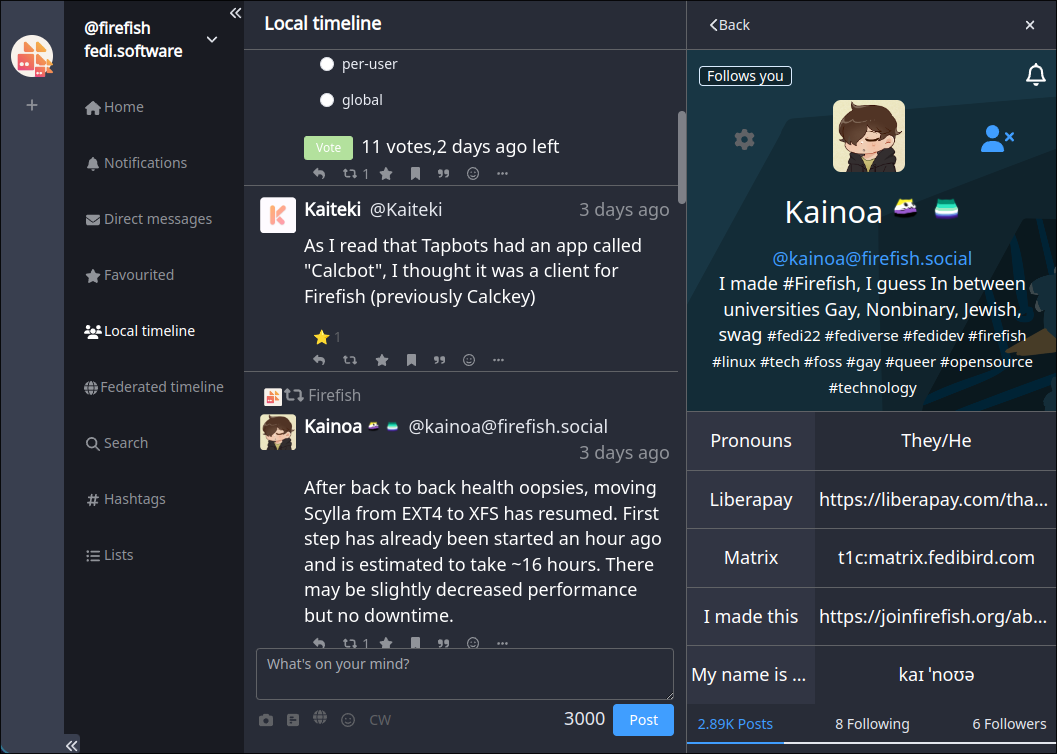 @firefish
fedi.software
Home
Notifications
Direct messages
Favourited
Local timeline
Federated timeline
Search
Hashtags
Lists
Local timeline
per-user
global
Vote 11 votes,2 days ago left
1
Kaiteki @Kaiteki 3 days ago
As I read that Tapbots had an app called
"Calcbot", I thought it was a client for
Firefish (previously Calckey)
1
Firefish
Kainoa @kainoa@firefish.social
3 days ago
After back to back health oopsies, moving
Scylla from EXT4 to XFS has resumed. First
step has already been started an hour ago
and is estimated to take ~16 hours. There
may be slightly decreased performance
but no downtime.
1
What's on your mind?
CW 3000 Post
Back
Follows you
Kainoa
@kainoa@firefish.social
I made #Firefish, I guess In between
universities Gay, Nonbinary, Jewish,
swag #fedi22 #fediverse #fedidev #firefish
#linux #tech #foss #gay #queer #opensource
#technology
Pronouns They/He
Liberapay https://liberapay.com/tha...
Matrix t1c:matrix.fedibird.com
I made this https://joinfirefish.org/ab...
My name is ... kaɪ ˈnoʊə
2.89K Posts 8 Following 6 Followers